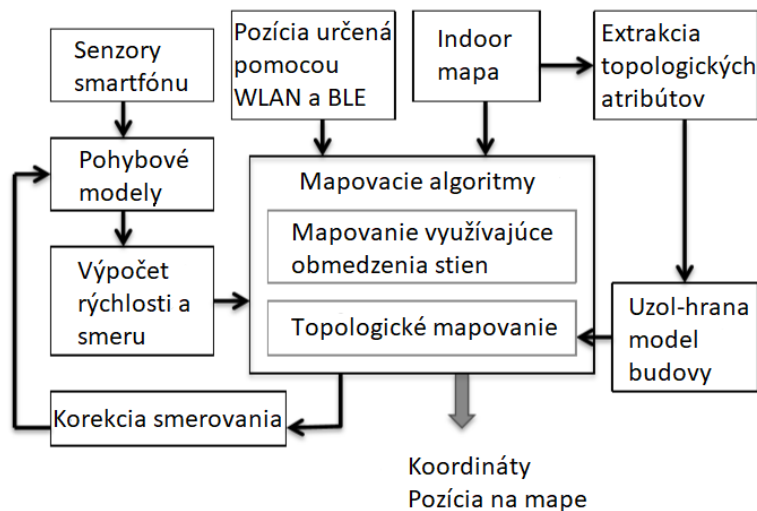 Senzory
smartfónu
Pozícia určená
pomocou
WLAN a BLE
Indoor
mapa
Extrakcia
topologických
atribútov
Pohybové
modely
Mapovacie algoritmy
Mapovanie využívajúce
obmedzenia stien
Výpočet
rýchlosti a
smeru
Topologické mapovanie
Uzol-hrana
model
budovy
Korekcia smerovania
Koordináty
Pozícia na mape